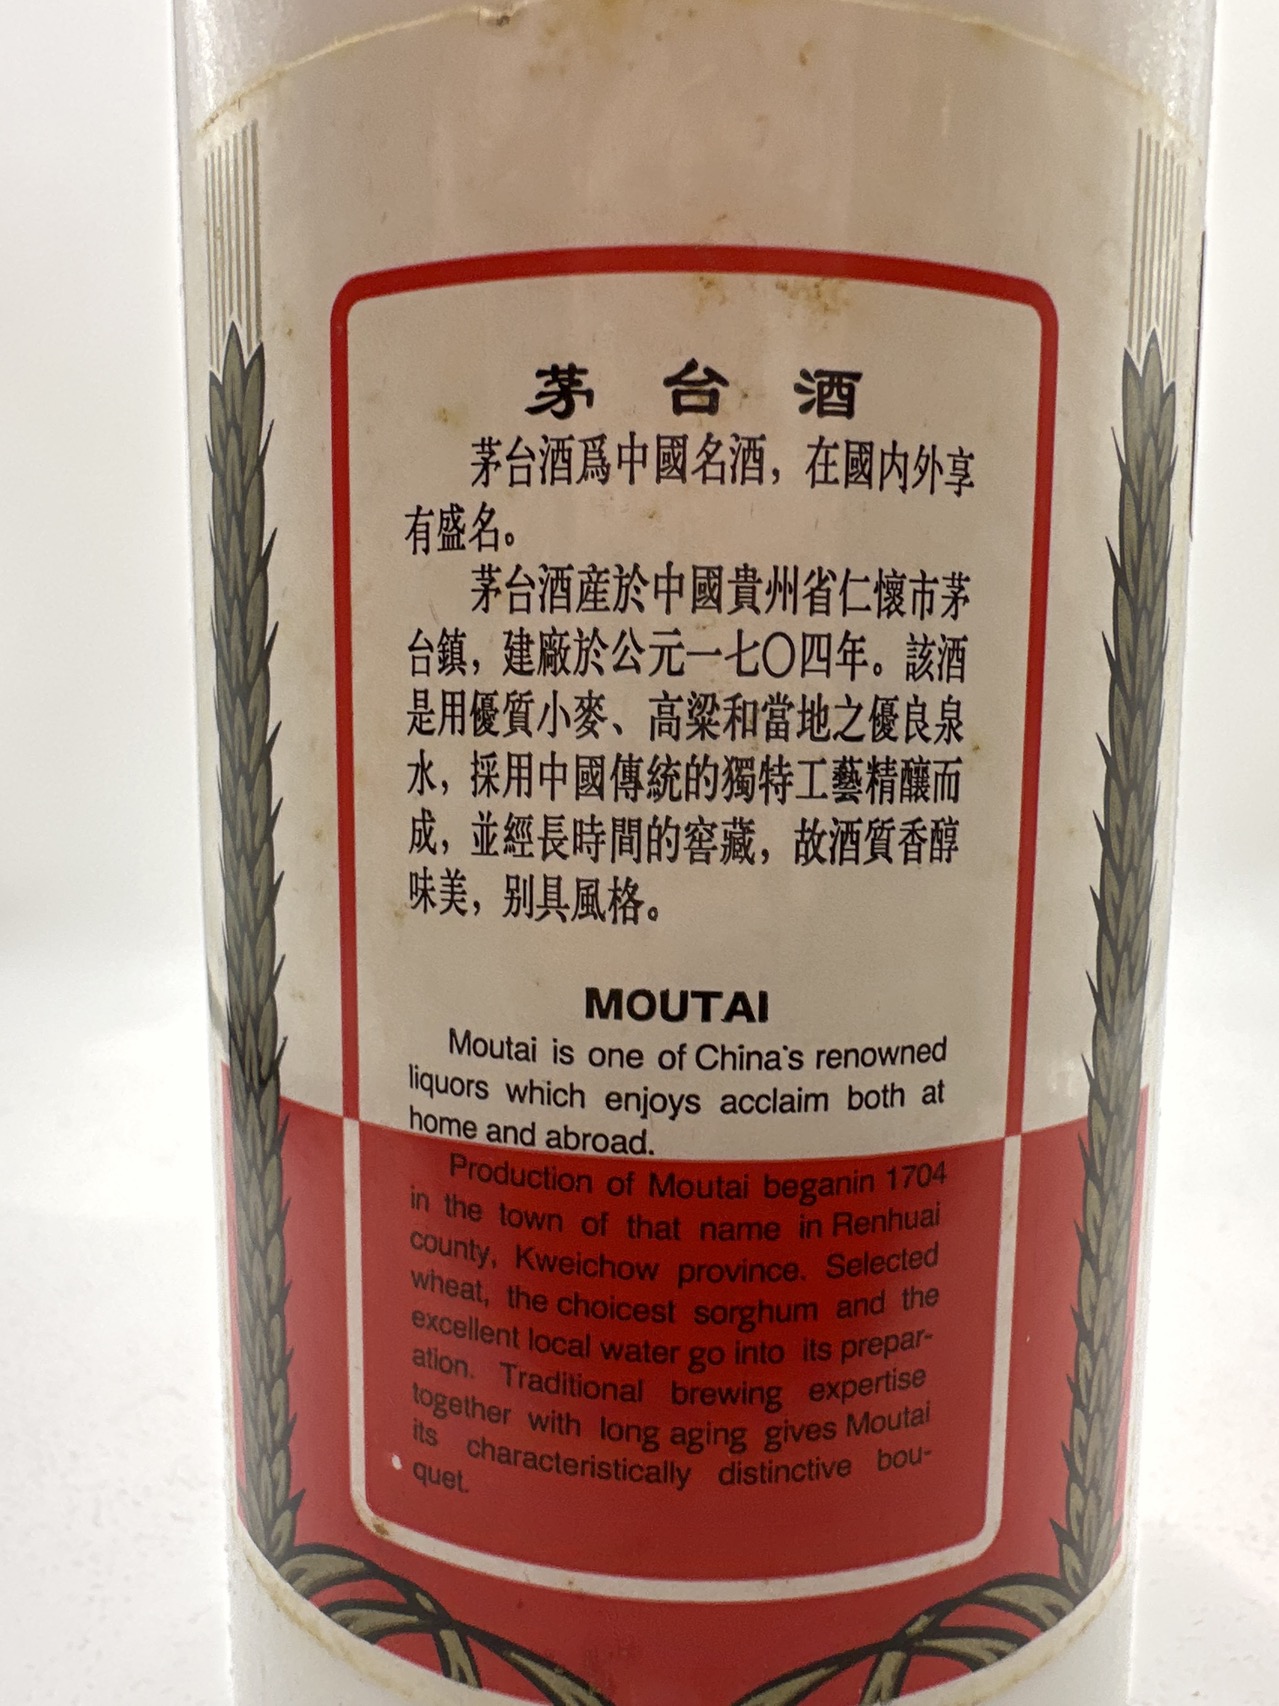 茅台酒
茅台酒爲中國名酒，在國内外享
有盛名。
茅台酒産於中國貴州省仁懷市茅
台鎮，建廠於公元一七〇四年。該酒
是用優質小麥、高粱和當地之優良泉
水，採用中國傳統的獨特工藝精釀而
成，並經長時間的窖藏，故酒質香醇
味美，别具風格。
MOUTAI
Moutai is one of China's renowned
liquors which enjoys acclaim both at
home and abroad.
Production of Moutai beganin 1704
in the town of that name in Renhuai
county, Kweichow province. Selected
wheat, the choicest sorghum and the
excellent local water go into its prepar-
ation. Traditional brewing expertise
together with long aging gives Moutai
its characteristically distinctive bou-
quet.